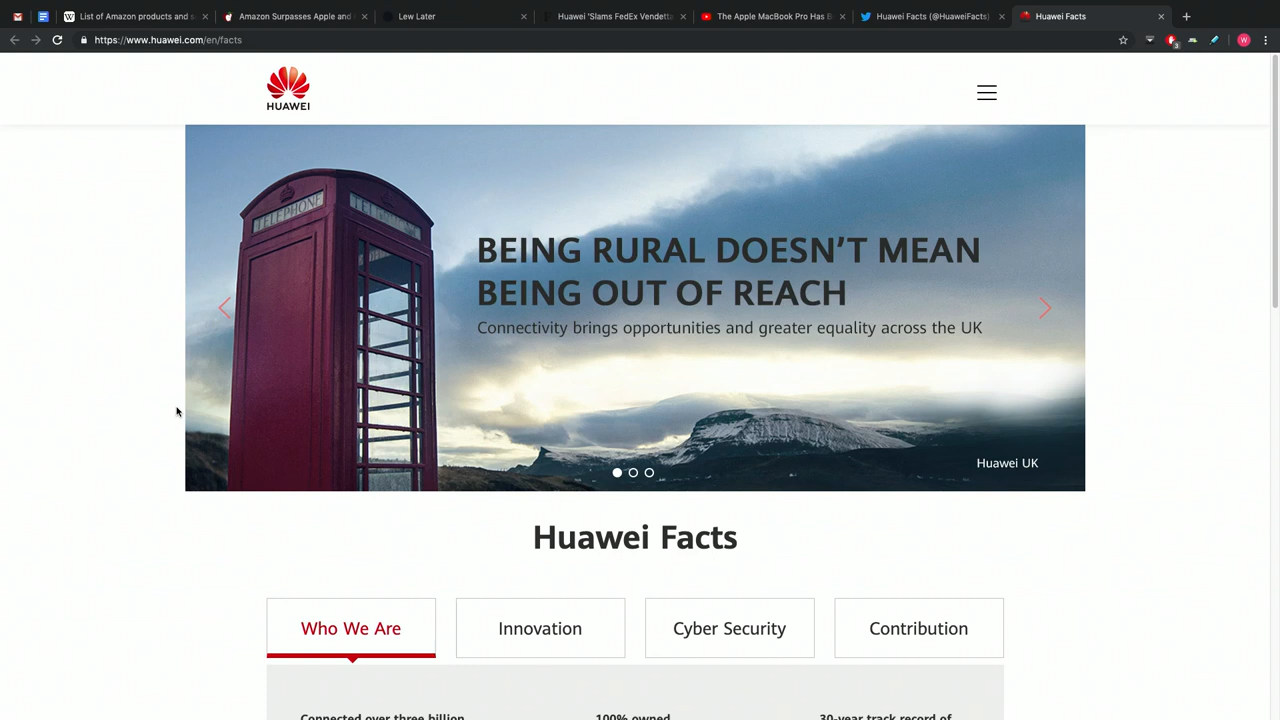 List of Amazon products and s
Amazon Surpasses Apple and
Lew Later
Huawei 'Slams FedEx Vendetta
The Apple MacBook Pro Has B
Huawei Facts (@HuaweiFacts)
Huawei Facts
https://www.huawei.com/en/facts
3
W
HUAWEI
TELEPHONE
TELEPHONE
BEING RURAL DOESN'T MEAN
BEING OUT OF REACH
Connectivity brings opportunities and greater equality across the UK
Huawei UK
Huawei Facts
Who We Are
Innovation
Cyber Security
Contribution
Connected over three billion
100% owned
30-year track record of